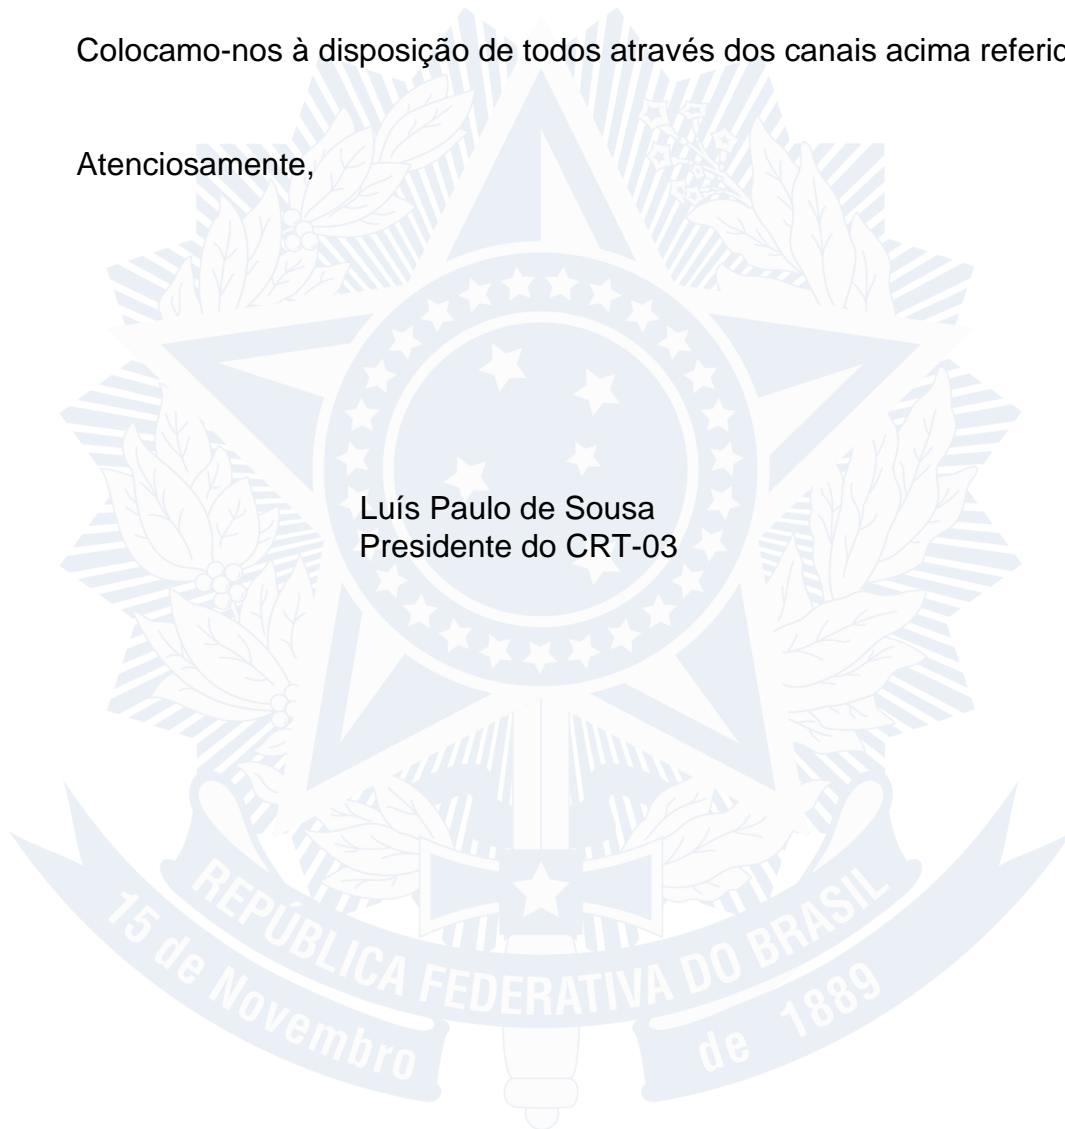 Colocamo-nos à disposição de todos através dos canais acima
Atenciosamente,
Luís Paulo de Sousa
Presidente do CRT-03
REPÚBLICA FEDERATIVA DO BRASIL
15 de Novembro de 1889